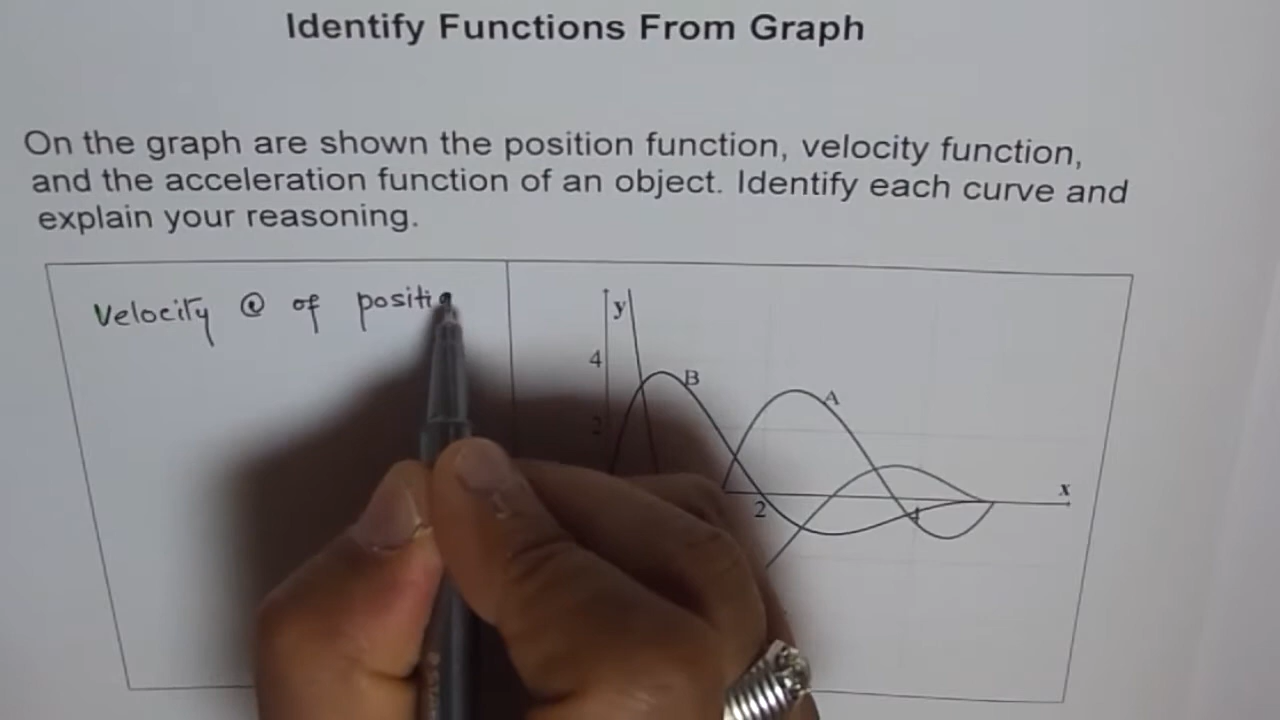 Identify Functions From Graph
On the graph are shown the position function, velocity function,
and the acceleration function of an object. Identify each curve and
explain your reasoning.
Velocity @ of positi
y
4
B
A
2
x
2
4